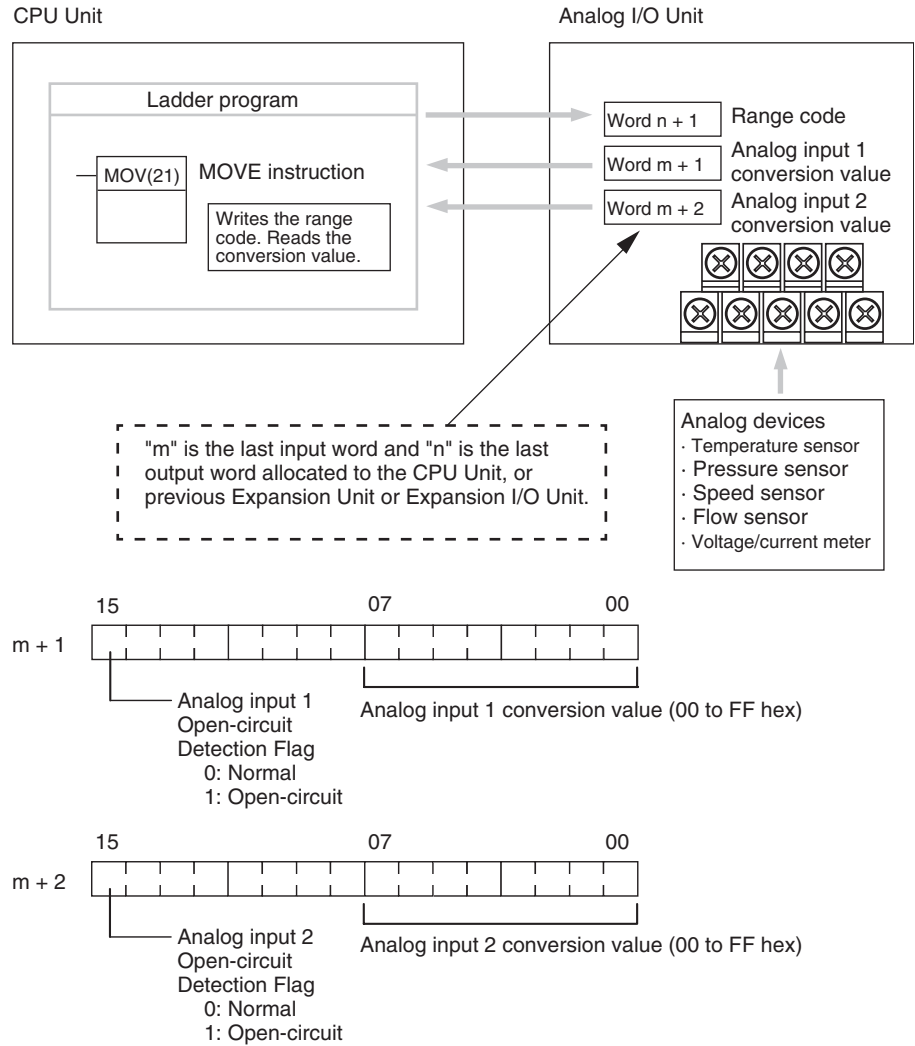 CPU Unit
Analog I/O Unit
Ladder program
MOV(21)
MOVE instruction
Writes the range
code. Reads the
conversion value.
Word n + 1
Range code
Word m + 1
Analog input 1
conversion value
Word m + 2
Analog input 2
conversion value
"m" is the last input word and "n" is the last
output word allocated to the CPU Unit, or
previous Expansion Unit or Expansion I/O Unit.
Analog devices
· Temperature sensor
· Pressure sensor
· Speed sensor
· Flow sensor
· Voltage/current meter
15 07 00
m + 1
Analog input 1
Open-circuit
Detection Flag
0: Normal
1: Open-circuit
Analog input 1 conversion value (00 to FF hex)
15 07 00
m + 2
Analog input 2
Open-circuit
Detection Flag
0: Normal
1: Open-circuit
Analog input 2 conversion value (00 to FF hex)